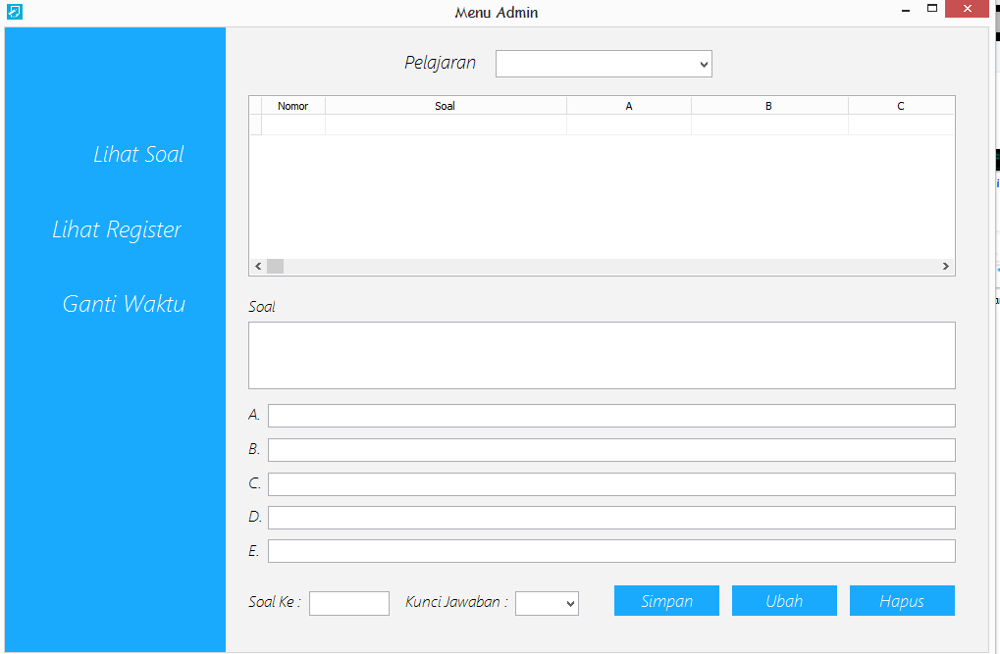 Menu Admin
Lihat Soal
Lihat Register
Ganti Waktu
Pelajaran
Nomor Soal A B C
Soal
A.
B.
C.
D.
E.
Soal Ke : Kunci Jawaban : Simpan Ubah Hapus